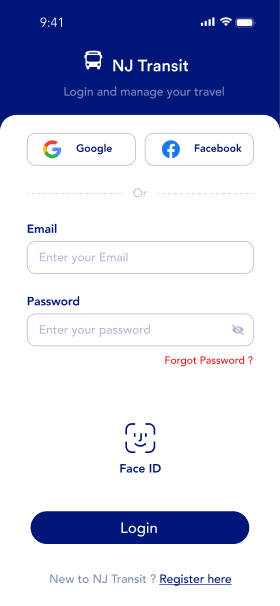 9:41
NJ Transit
Login and manage your travel
Google
Facebook
Or
Email
Enter your Email
Password
Enter your password
Forgot Password ?
Face ID
Login
New to NJ Transit ? Register here